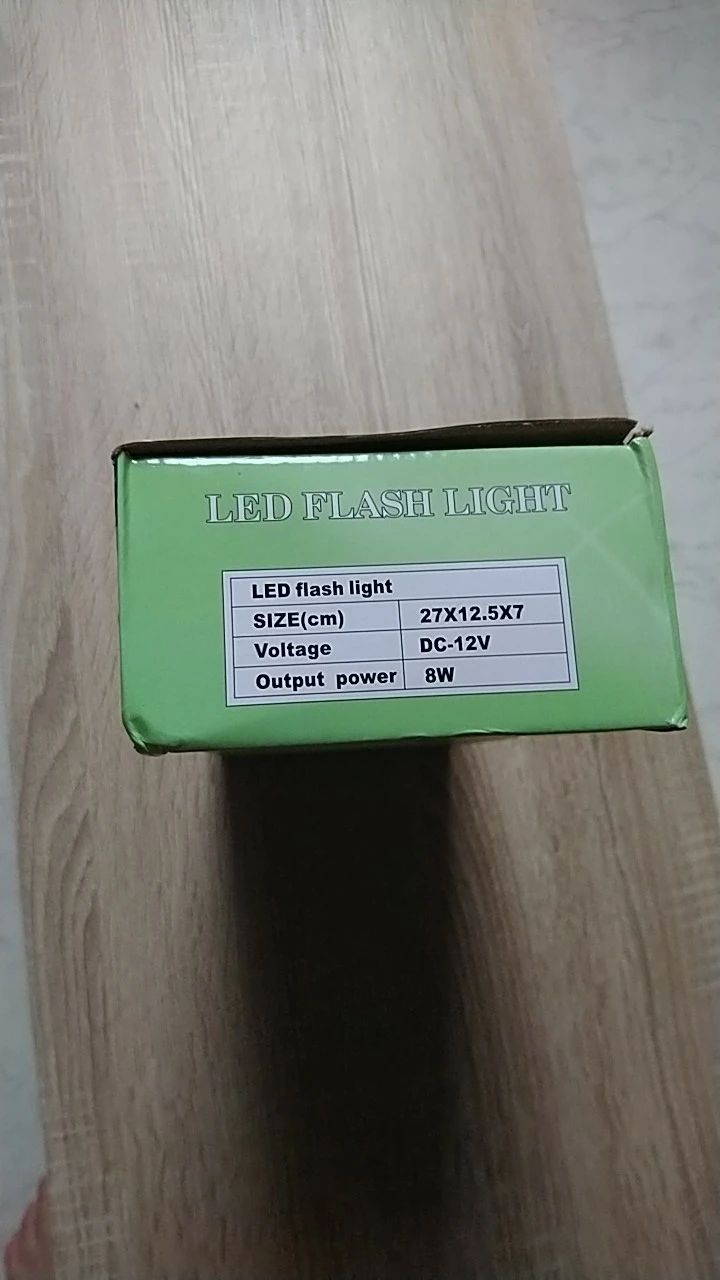 LED FLASH LIGHT
LED flash light
SIZE(cm) 27X12.5X7
Voltage DC-12V
Output power 8W